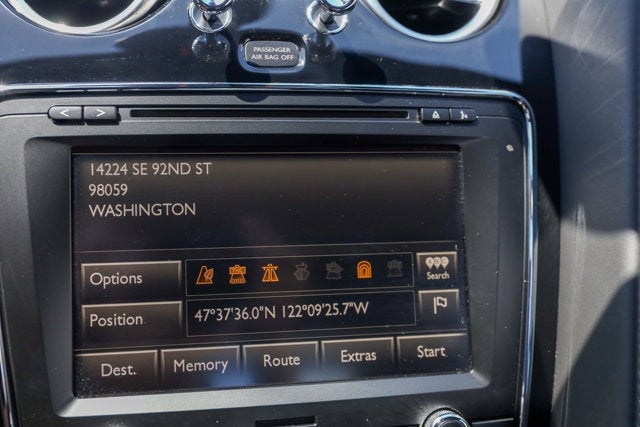 PASSENGER
AIR BAG OFF
14224 SE 92ND ST
98059
WASHINGTON
Options
Search
Position
47°37'36.0"N 122°09'25.7"W
Dest.
Memory
Route
Extras
Start